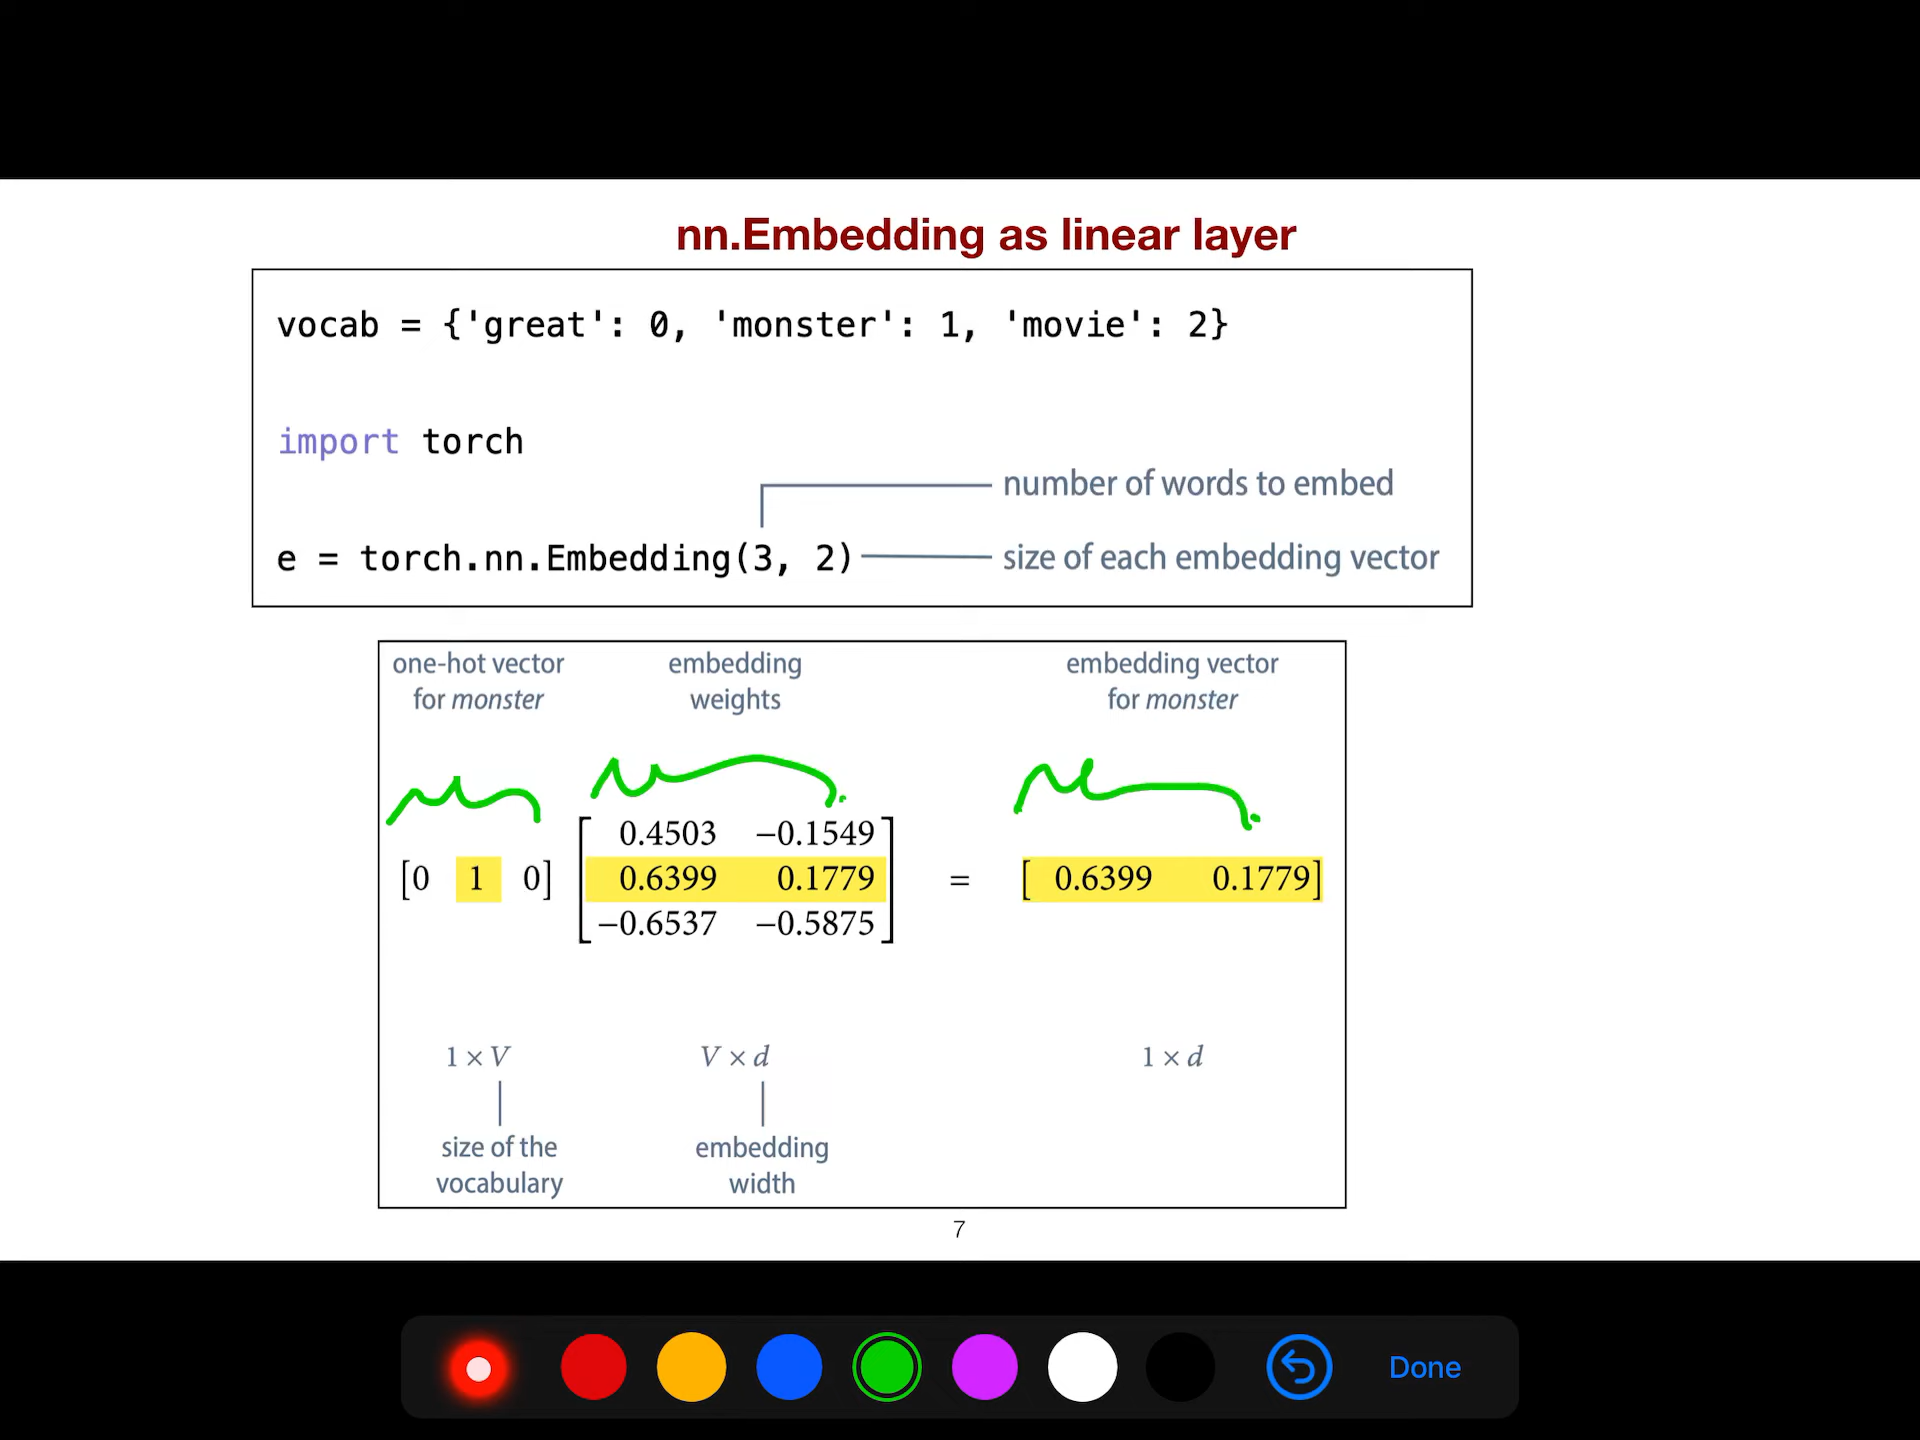 nn.Embedding as linear layer
vocab = {'great': 0, 'monster': 1, 'movie': 2}
import torch
number of words to embed
e = torch.nn.Embedding(3, 2)
size of each embedding vector
one-hot vector
for monster
embedding
weights
embedding vector
for monster
0.4503 −0.1549
[0 1 0] 0.6399 0.1779 = [ 0.6399 0.1779]
−0.6537 −0.5875
1 × V
V × d
1 × d
size of the
vocabulary
embedding
width
7
Done